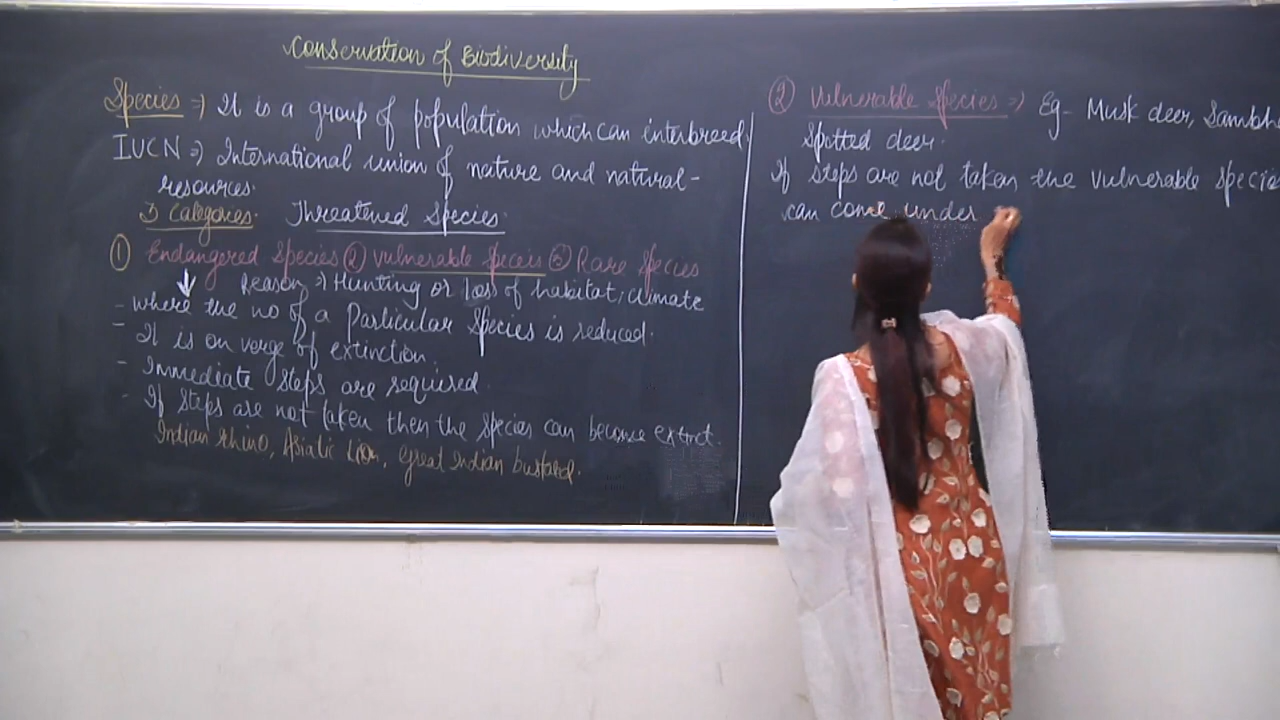 Conservation of Biodiversity
Species => It is a group of population which can interbreed.
IUCN => International union of nature and natural-
resources.
3 Categories. Threatened Species.
① Endangered Species ② Vulnerable Speceis ③ Rare Species
Reason => Hunting or loss of habitat, climate
- where the no of a Particular Species is reduced.
- It is on verge of extinction.
- Immediate steps are required.
- If steps are not taken then the species can become extinct.
Indian rhino, Asiatic Lion, Great Indian bustard.
② Vulnerable Species => Eg- Musk deer, Sambh
Spotted deer.
If steps are not taken the vulnerable Specie
can come under